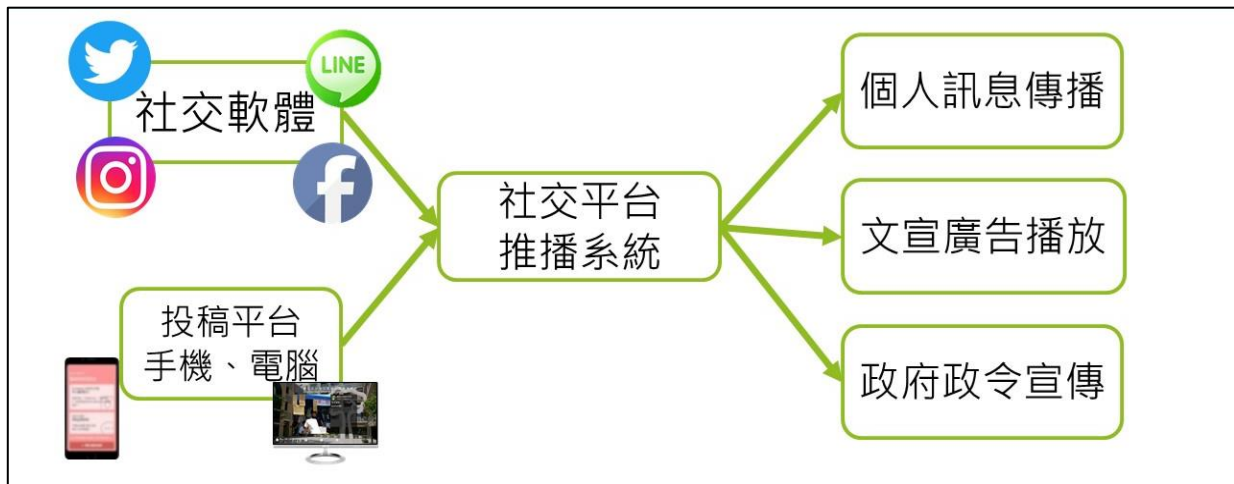 社交軟體
LINE
投稿平台
手機、電腦
社交平台
推播系統
個人訊息傳播
文宣廣告播放
政府政令宣傳